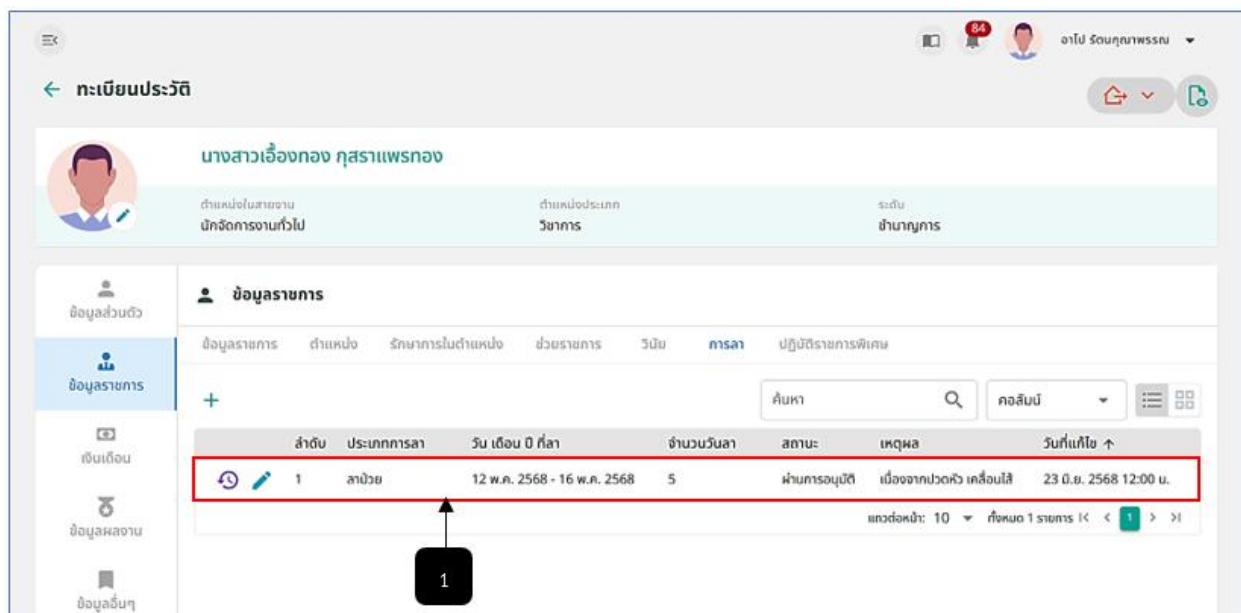 84
อาโป รัตนคุณาพรรณ
ทะเบียนประวัติ
นางสาวเอื้องทอง กุสราแพรทอง
ตำแหน่งในสายงาน ตำแหน่งประเภท ระดับ
นักจัดการงานทั่วไป วิชาการ ชำนาญการ
ข้อมูลส่วนตัว
ข้อมูลราชการ
เงินเดือน
ข้อมูลผลงาน
ข้อมูลอื่นๆ
ข้อมูลราชการ
ข้อมูลราชการ ตำแหน่ง รักษาการในตำแหน่ง ช่วยราชการ วินัย การลา ปฏิบัติราชการพิเศษ
+ ค้นหา คอลัมน์
ลำดับ ประเภทการลา วัน เดือน ปี ที่ลา จำนวนวันลา สถานะ เหตุผล วันที่แก้ไข ↑
1 ลาป่วย 12 พ.ค. 2568 - 16 พ.ค. 2568 5 ผ่านการอนุมัติ เนื่องจากปวดหัว เคลื่อนไส้ 23 มิ.ย. 2568 12:00 น.
แถวต่อหน้า: 10 ทั้งหมด 1 รายการ 1
1